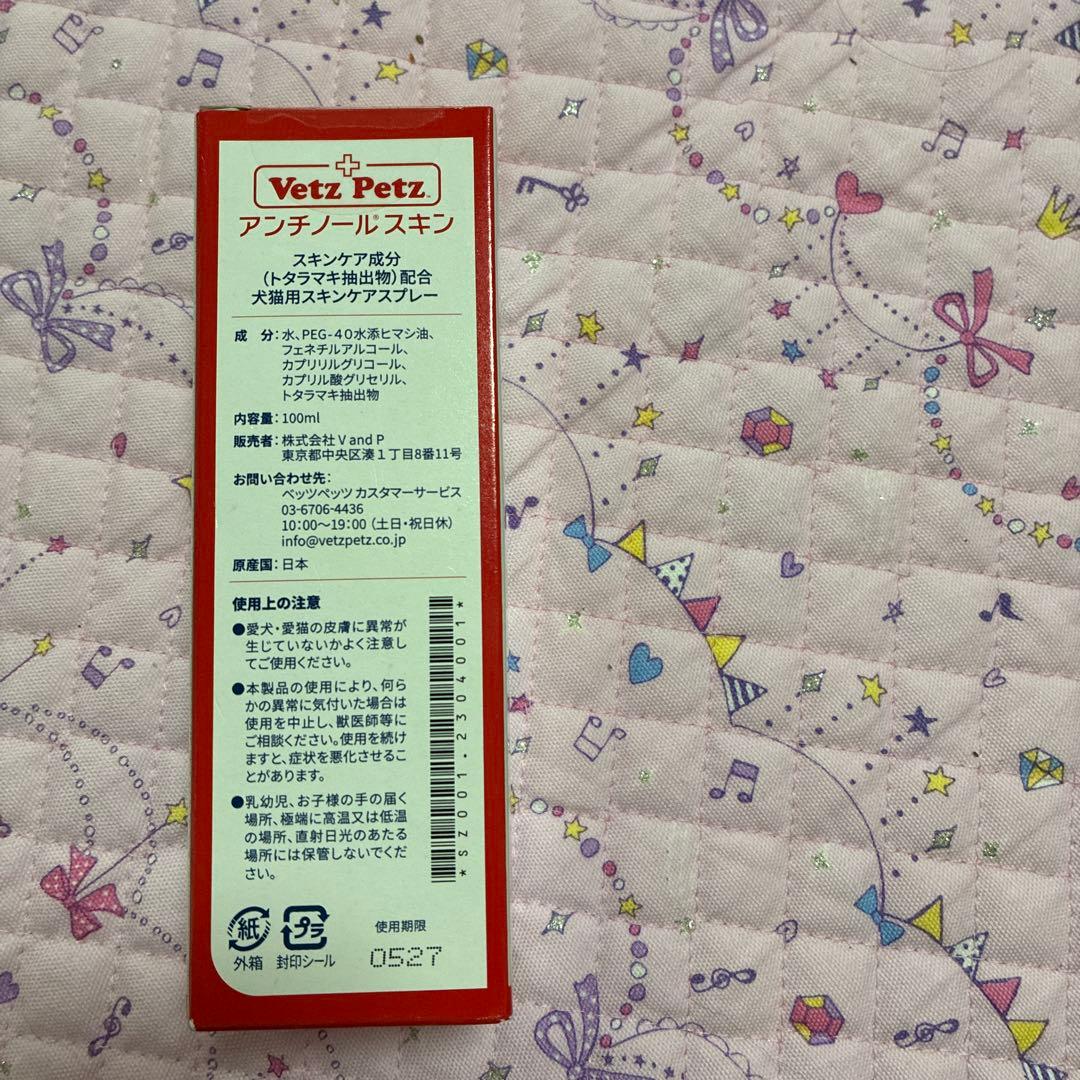 Vetz Petz™
アンチノール®スキン
スキンケア成分
(トタラマキ抽出物)配合
犬猫用スキンケアスプレー
成 分:水、PEG-40水添ヒマシ油、
フェネチルアルコール、
カプリリルグリコール、
カプリル酸グリセリル、
トタラマキ抽出物
内容量:100ml
販売者:株式会社 V and P
東京都中央区湊1丁目8番11号
お問い合わせ先:
ベッツペッツ カスタマーサービス
03-6706-4436
10:00〜19:00(土日・祝日休)
info@vetzpetz.co.jp
原産国:日本
使用上の注意
●愛犬・愛猫の皮膚に異常が
生じていないかよく注意し
てご使用ください。
●本製品の使用により、何ら
かの異常に気付いた場合は
使用を中止し、獣医師等に
ご相談ください。使用を続け
ますと、症状を悪化させるこ
とがあります。
●乳幼児、お子様の手の届く
場所、極端に高温又は低温
の場所、直射日光のあたる
場所には保管しないでくだ
さい。
*SZ001.2304001*
紙
外箱
プラ
封印シール
使用期限
0527